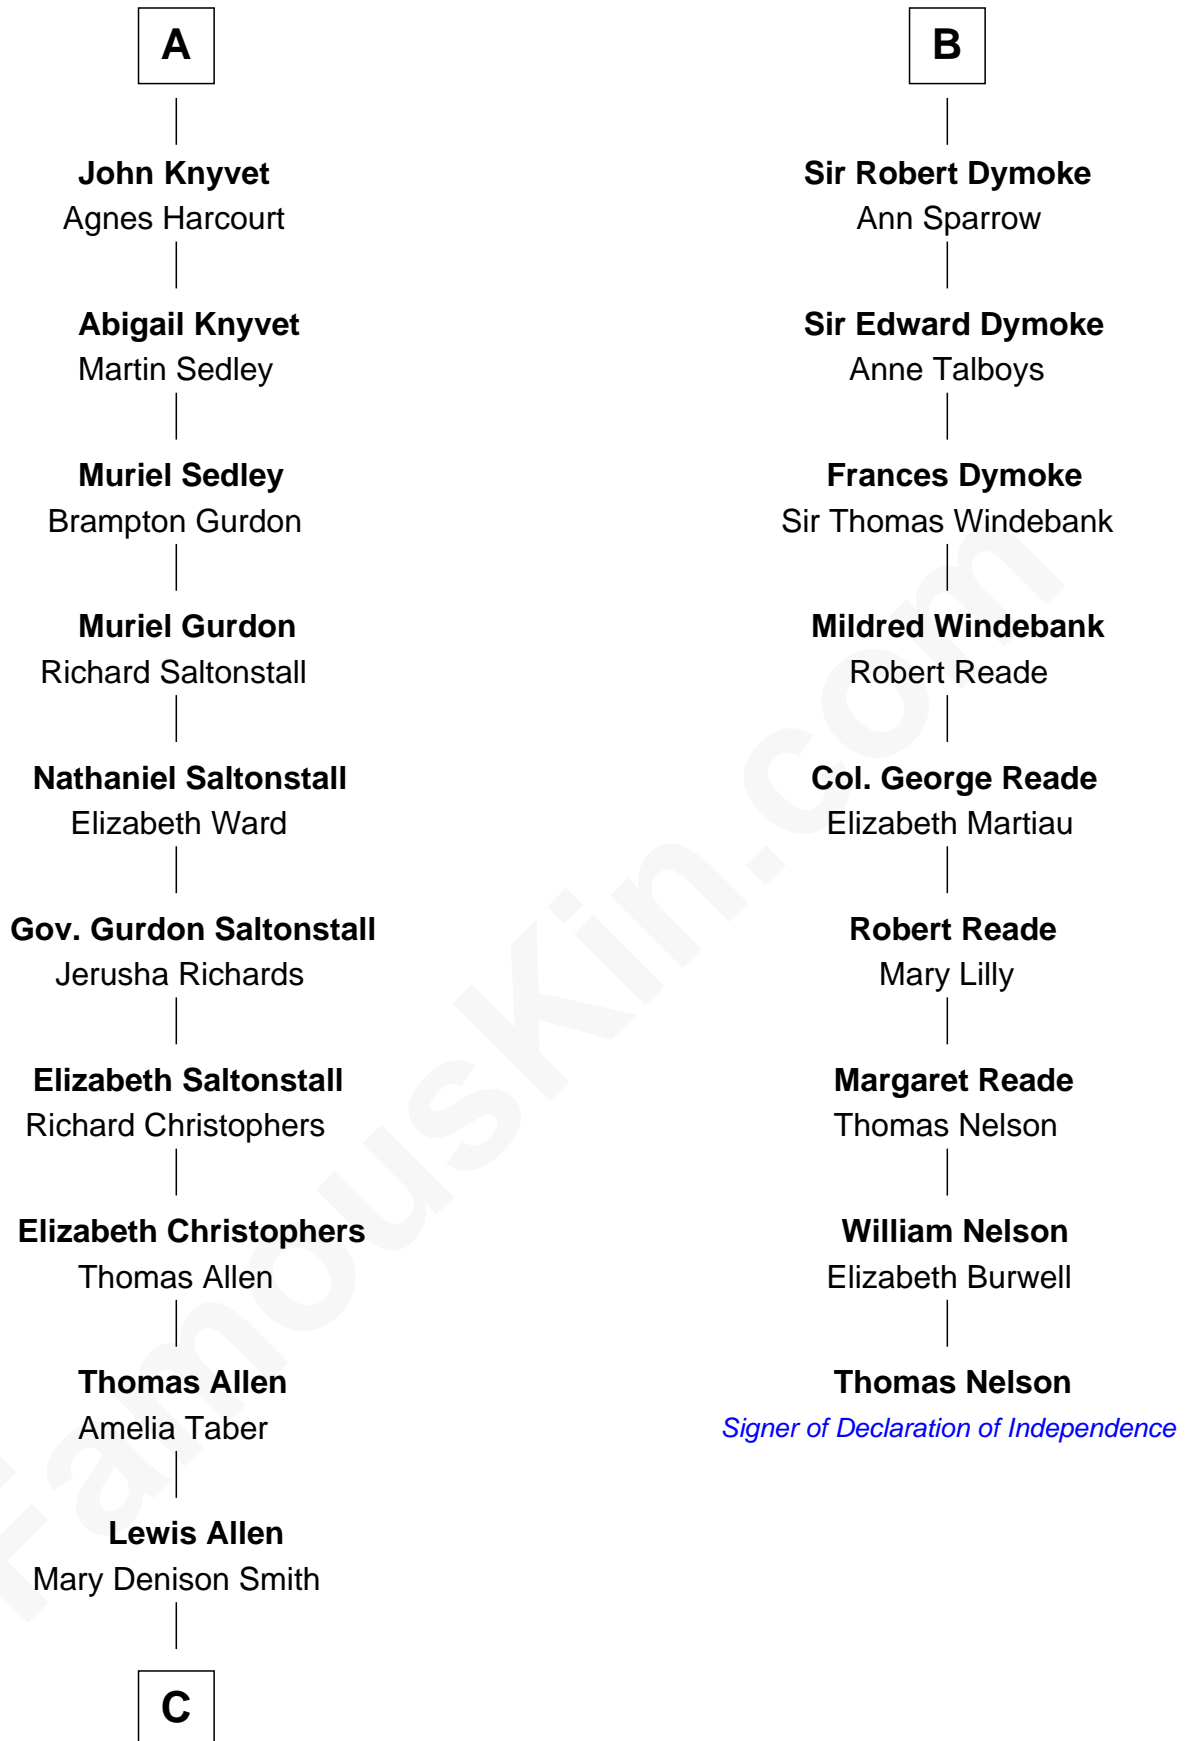 A
John Knyvet
Agnes Harcourt
Abigail Knyvet
Martin Sedley
Muriel Sedley
Brampton Gurdon
Muriel Gurdon
Richard Saltonstall
Nathaniel Saltonstall
Elizabeth Ward
Gov. Gurdon Saltonstall
Jerusha Richards
Elizabeth Saltonstall
Richard Christophers
Elizabeth Christophers
Thomas Allen
Thomas Allen
Amelia Taber
Lewis Allen
Mary Denison Smith
C
B
Sir Robert Dymoke
Ann Sparrow
Sir Edward Dymoke
Anne Talboys
Frances Dymoke
Sir Thomas Windebank
Mildred Windebank
Robert Reade
Col. George Reade
Elizabeth Martiau
Robert Reade
Mary Lilly
Margaret Reade
Thomas Nelson
William Nelson
Elizabeth Burwell
Thomas Nelson
Signer of Declaration of Independence
FamousKin.com